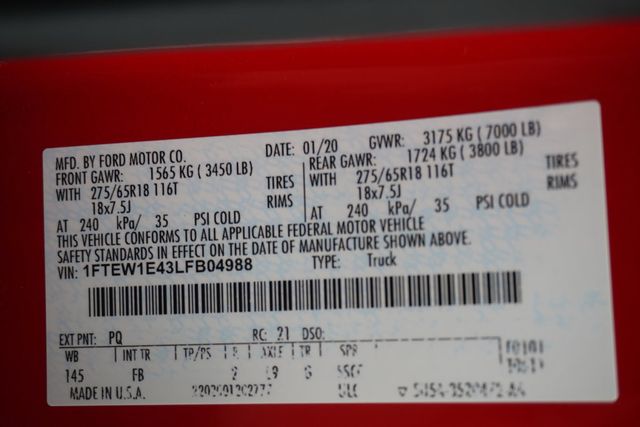 MFD. BY FORD MOTOR CO. DATE: 01/20 GVWR: 3175 KG ( 7000 LB)
FRONT GAWR: 1565 KG ( 3450 LB) REAR GAWR: 1724 KG ( 3800 LB)
WITH 275/65R18 116T TIRES WITH 275/65R18 116T TIRES
18x7.5J RIMS 18x7.5J RIMS
AT 240 kPa/ 35 PSI COLD AT 240 kPa/ 35 PSI COLD
THIS VEHICLE CONFORMS TO ALL APPLICABLE FEDERAL MOTOR VEHICLE
SAFETY STANDARDS IN EFFECT ON THE DATE OF MANUFACTURE SHOWN ABOVE.
VIN: 1FTEW1E43LFB04988 TYPE: Truck
EXT PNT: PQ RC: 21 DSO:
WB INT TR TP/PS R AXLE TR SPR
145 FB
MADE IN U.S.A.